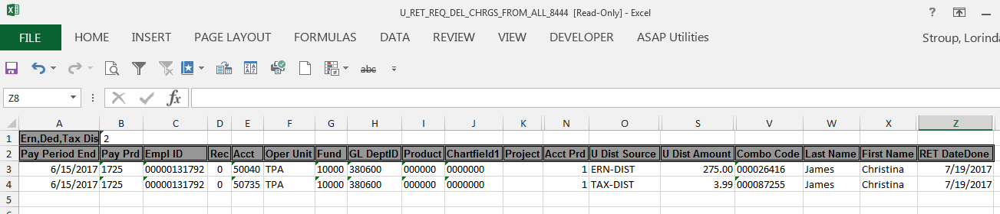 U_RET_REQ_DEL_CHRGS_FROM_ALL_8444 [Read-Only] - Excel
?
FILE HOME INSERT PAGE LAYOUT FORMULAS DATA REVIEW VIEW DEVELOPER ASAP Utilities Stroup, Lorinda
abc
Z8 fx
A B C D E F G H I J K N O S V W X Z
1 Ern,Ded,Tax Dis 2
2 Pay Period End Pay Prd Empl ID Rec Acct Oper Unit Fund GL DeptID Product Chartfield1 Project Acct Prd U Dist Source U Dist Amount Combo Code Last Name First Name RET DateDone
3 6/15/2017 1725 00000131792 0 50040 TPA 10000 380600 000000 0000000 1 ERN-DIST 275.00 000026416 James Christina 7/19/2017
4 6/15/2017 1725 00000131792 0 50735 TPA 10000 380600 000000 0000000 1 TAX-DIST 3.99 000087255 James Christina 7/19/2017
5